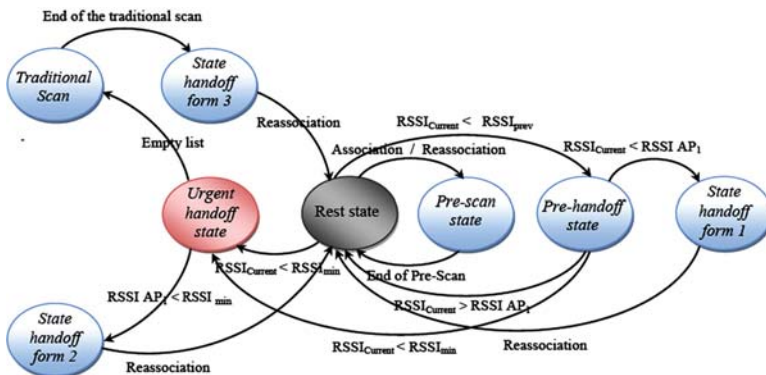 End of the traditional scan
Traditional
Scan
State
handoff
form 3
Reassociation
RSSICurrent < RSSIprev
RSSICurrent < RSSI AP1
Empty list
Association / Reassociation
Urgent
handoff
state
Rest state
Pre-scan
state
Pre-handoff
state
State
handoff
form 1
RSSICurrent < RSSImin
End of Pre-Scan
RSSI AP1 < RSSI min
RSSICurrent > RSSI AP1
State
handoff
form 2
RSSICurrent < RSSImin
Reassociation
Reassociation